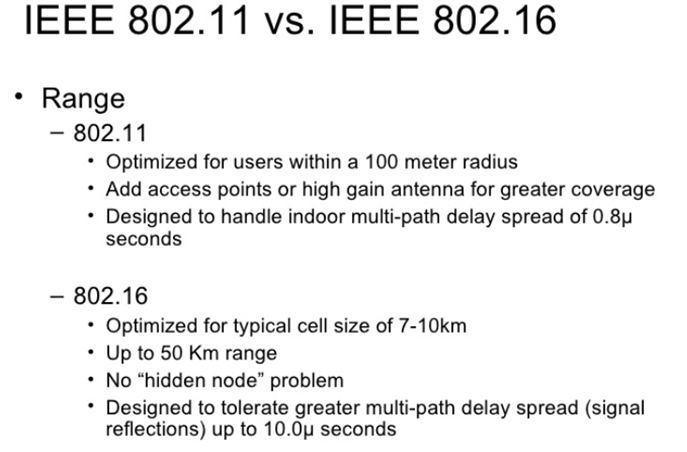 IEEE 802.11 vs. IEEE 802.16
• Range
– 802.11
• Optimized for users within a 100 meter radius
• Add access points or high gain antenna for greater coverage
• Designed to handle indoor multi-path delay spread of 0.8μ
seconds
– 802.16
• Optimized for typical cell size of 7-10km
• Up to 50 Km range
• No “hidden node” problem
• Designed to tolerate greater multi-path delay spread (signal
reflections) up to 10.0μ seconds